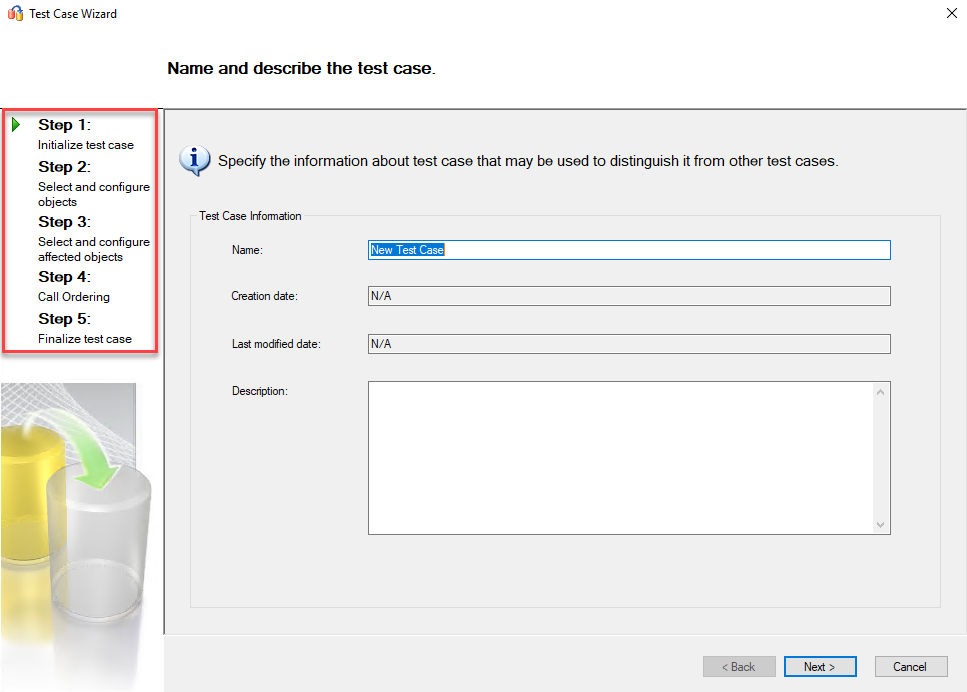 Test Case Wizard
Name and describe the test case.
Step 1:
Initialize test case
Step 2:
Select and configure
objects
Step 3:
Select and configure
affected objects
Step 4:
Call Ordering
Step 5:
Finalize test case
Specify the information about test case that may be used to distinguish it from other test cases.
Test Case Information
Name:
New Test Case
Creation date:
N/A
Last modified date:
N/A
Description:
< Back
Next >
Cancel